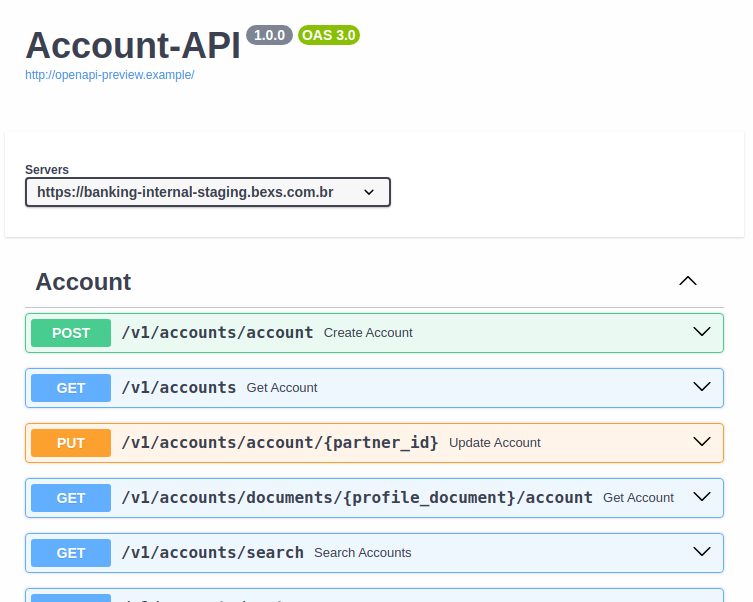 Account-API 1.0.0 OAS 3.0
http://openapi-preview.example/
Servers
https://banking-internal-staging.bexs.com.br
Account
POST /v1/accounts/account Create Account
GET /v1/accounts Get Account
PUT /v1/accounts/account/{partner_id} Update Account
GET /v1/accounts/documents/{profile_document}/account Get Account
GET /v1/accounts/search Search Accounts